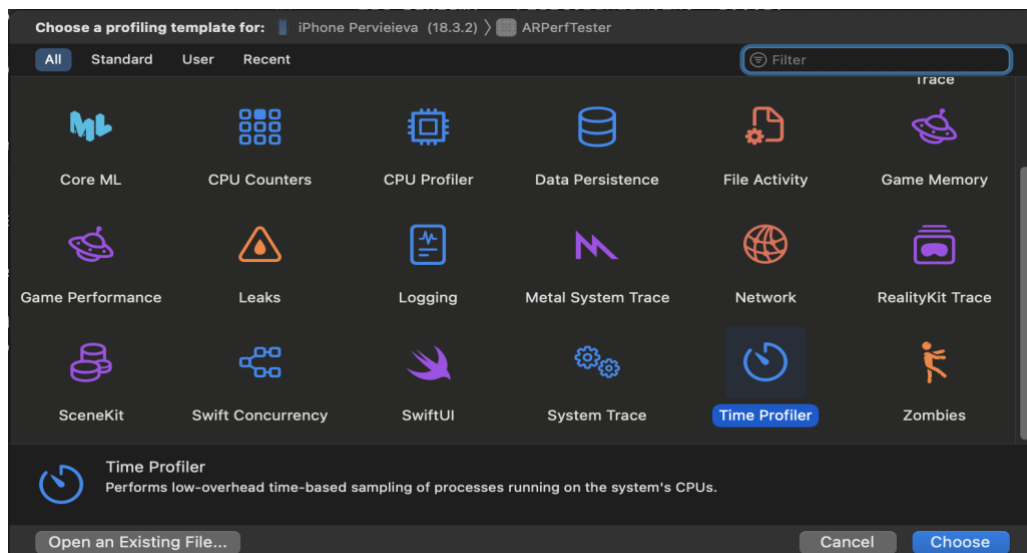 Choose a profiling template for: iPhone Pervieieva (18.3.2) ARPerfTester
All Standard User Recent Filter
Trace
ML
Core ML CPU Counters CPU Profiler Data Persistence File Activity Game Memory
Game Performance Leaks Logging Metal System Trace Network RealityKit Trace
SceneKit Swift Concurrency SwiftUI System Trace Time Profiler Zombies
Time Profiler
Performs low-overhead time-based sampling of processes running on the system's CPUs.
Open an Existing File... Cancel Choose